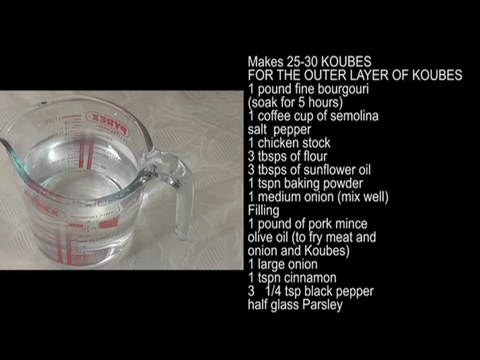 Makes 25-30 KOUBES
FOR THE OUTER LAYER OF KOUBES
1 pound fine bourgouri
(soak for 5 hours)
1 coffee cup of semolina
salt  pepper
1 chicken stock
3 tbsps of flour
3 tbsps of sunflower oil
1 tspn baking powder
1 medium onion (mix well)
Filling
1 pound of pork mince
olive oil (to fry meat and
onion and Koubes)
1 large onion
1 tspn cinnamon
3   1/4 tsp black pepper
half glass Parsley
PYREX